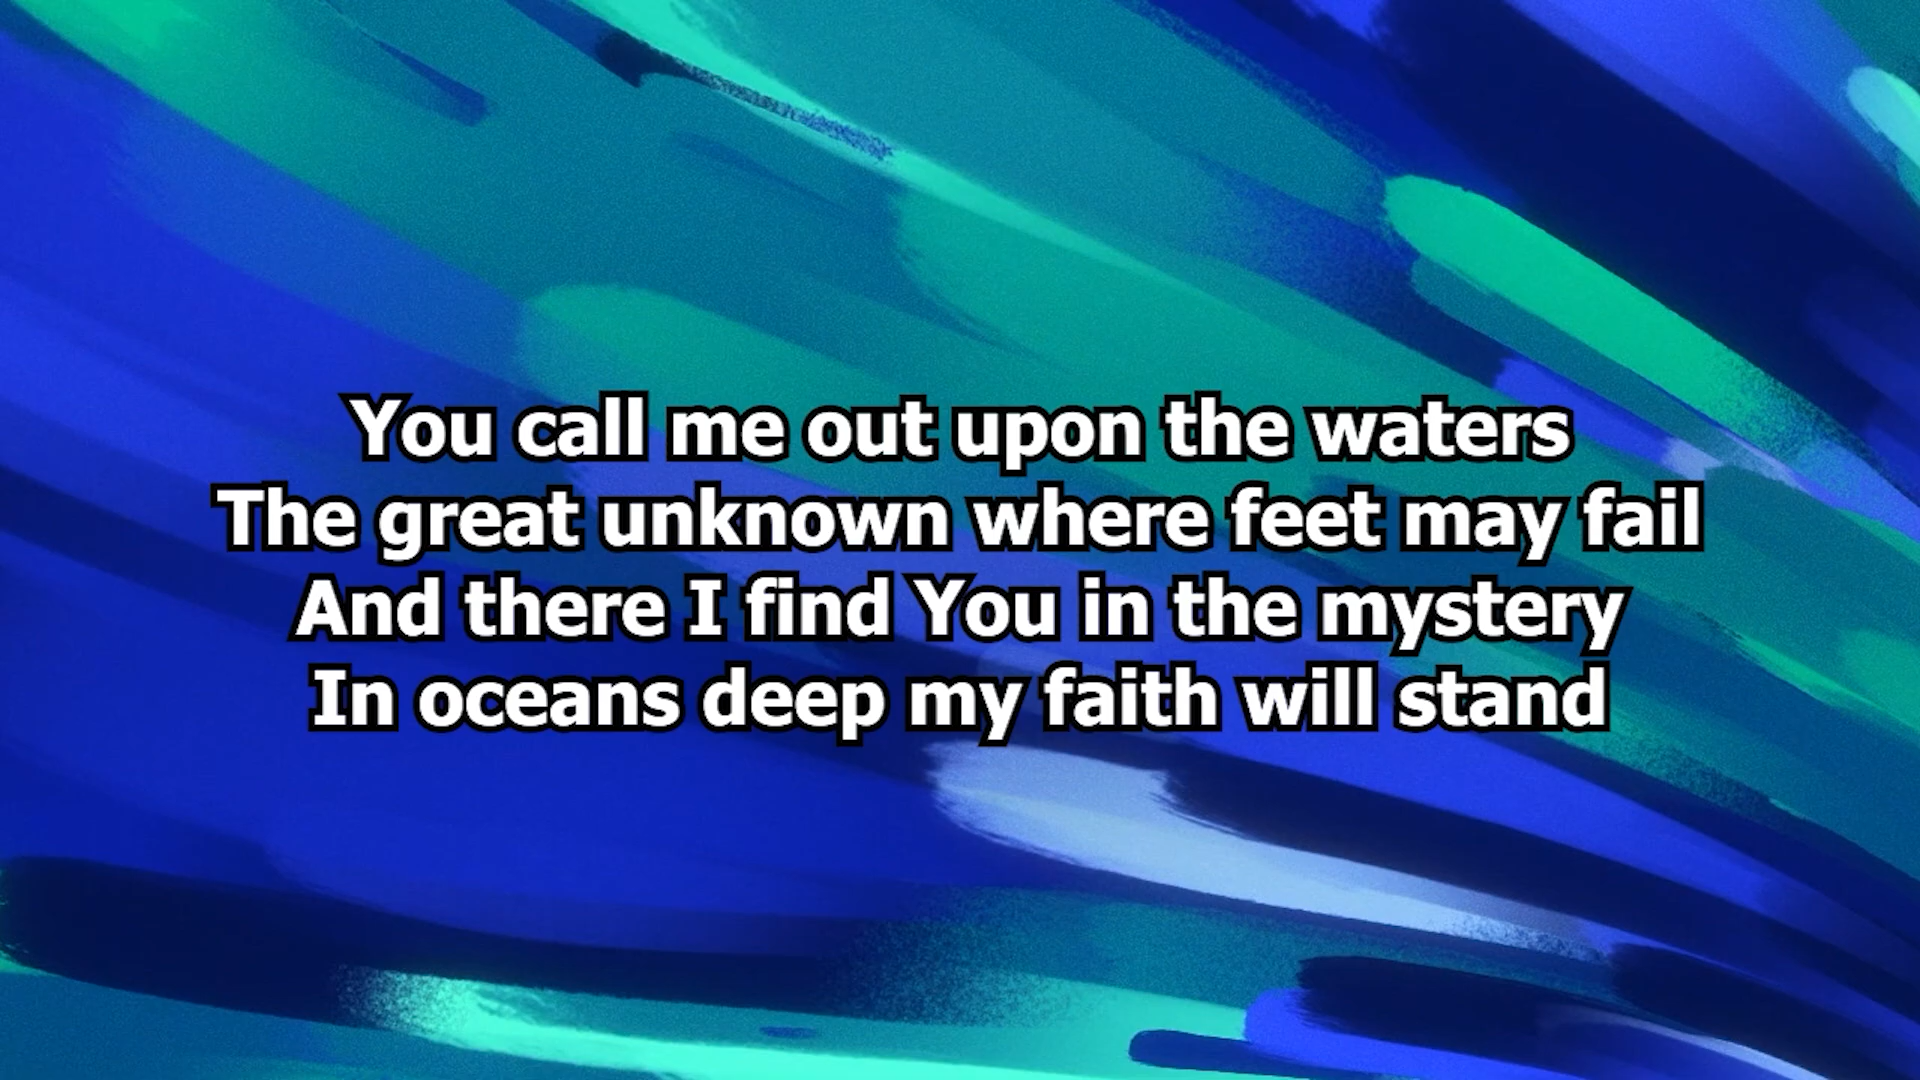 You call me out upon the waters
The great unknown where feet may fail
And there I find You in the mystery
In oceans deep my faith will stand